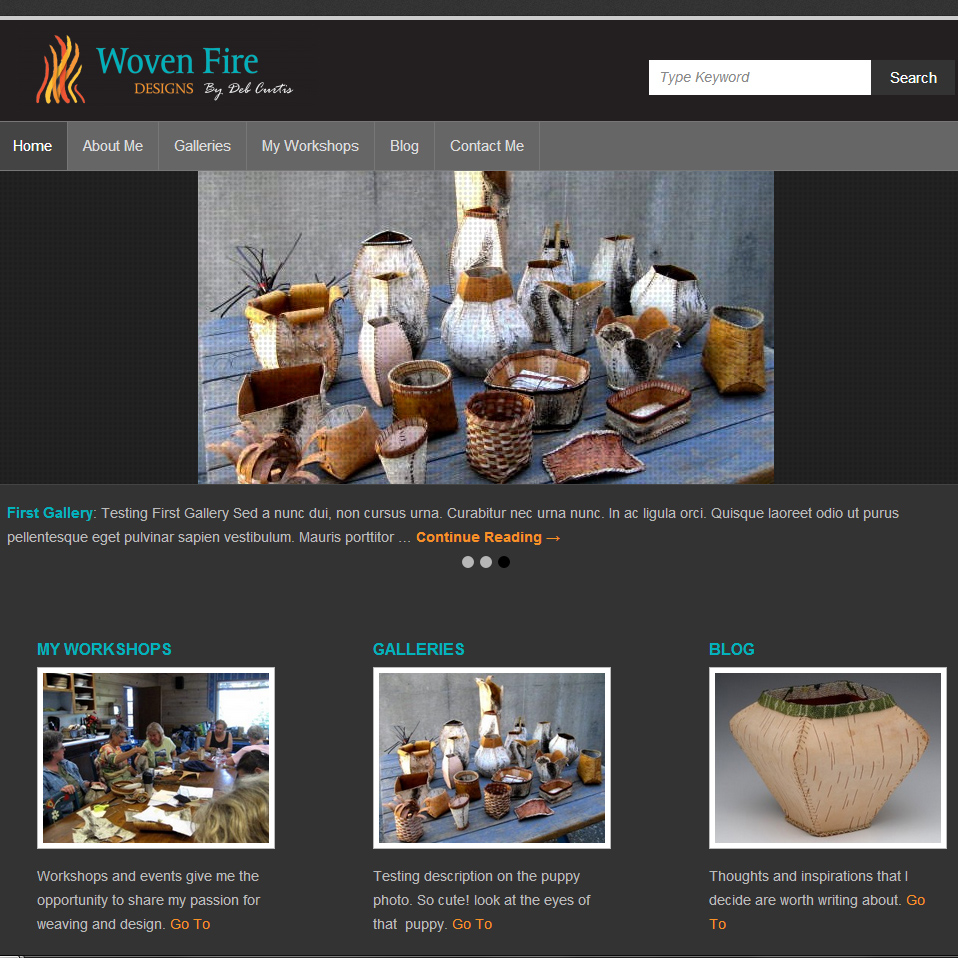 Woven Fire
DESIGNS By Deb Curtis
Type Keyword
Search
Home
About Me
Galleries
My Workshops
Blog
Contact Me
First Gallery: Testing First Gallery Sed a nunc dui, non cursus urna. Curabitur nec urna nunc. In ac ligula orci. Quisque laoreet odio ut purus
pellentesque eget pulvinar sapien vestibulum. Mauris porttitor ... Continue Reading →
MY WORKSHOPS
Workshops and events give me the
opportunity to share my passion for
weaving and design. Go To
GALLERIES
Testing description on the puppy
photo. So cute! look at the eyes of
that puppy. Go To
BLOG
Thoughts and inspirations that I
decide are worth writing about. Go
To